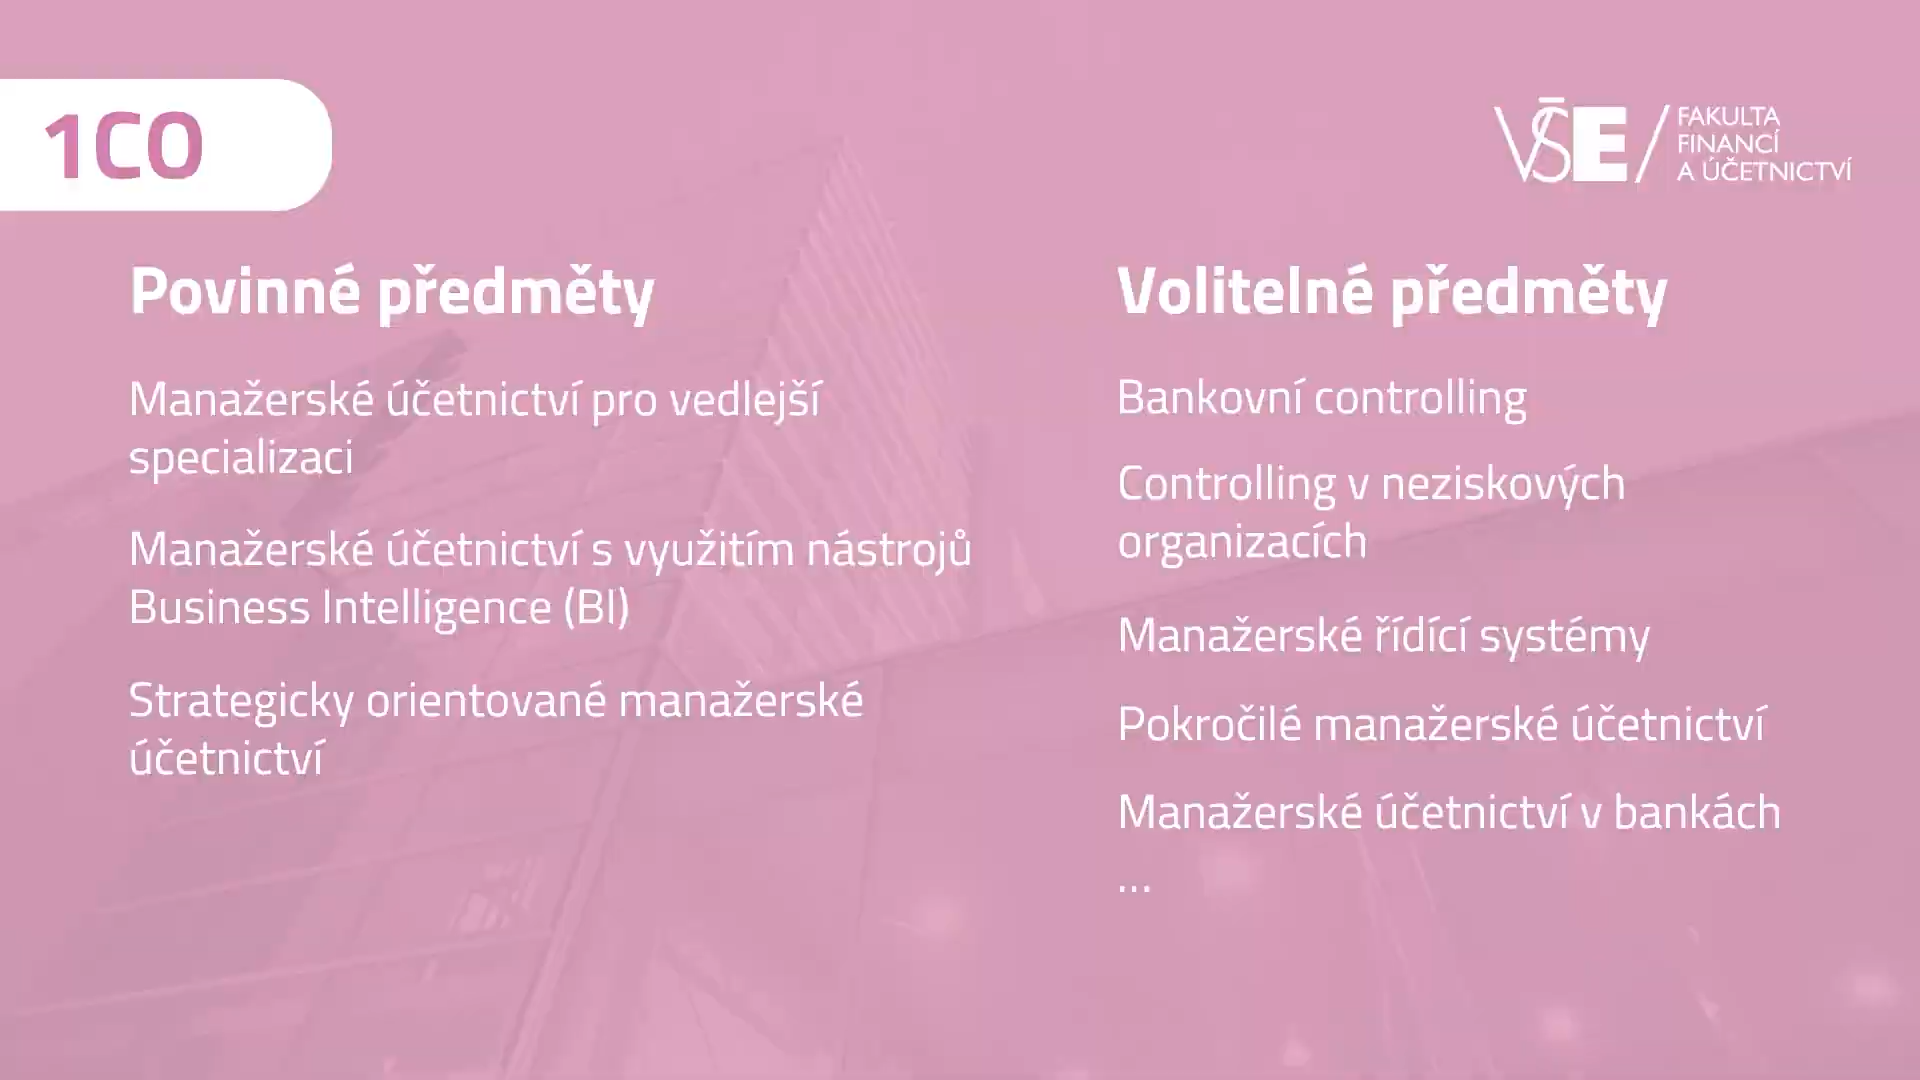 1CO
VŠE/
FAKULTA
FINANCÍ
A ÚČETNICTVÍ
Povinné předměty
Manažerské účetnictví pro vedlejší
specializaci
Manažerské účetnictví s využitím nástrojů
Business Intelligence (BI)
Strategicky orientované manažerské
účetnictví
Volitelné předměty
Bankovní controlling
Controlling v neziskových
organizacích
Manažerské řídící systémy
Pokročilé manažerské účetnictví
Manažerské účetnictví v bankách
...